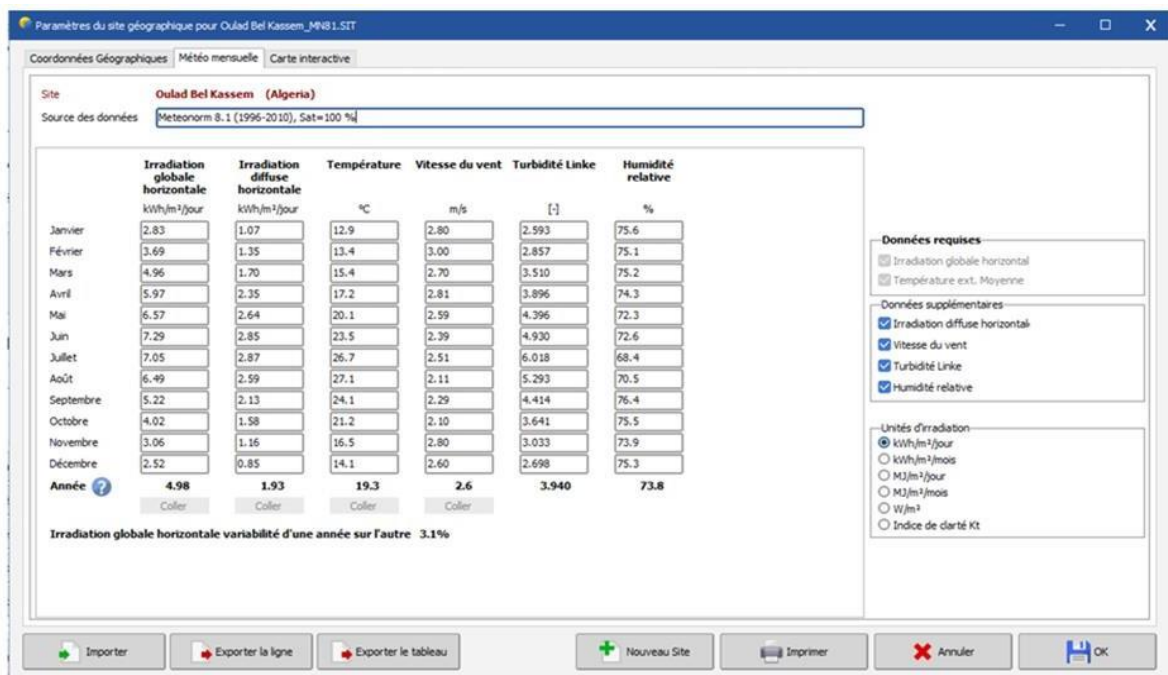 Paramètres du site géographique pour Oulad Bel Kassem_MN81.SIT
Coordonnées Géographiques Météo mensuelle Carte interactive
Site Oulad Bel Kassem (Algeria)
Source des données Meteonorm 8.1 (1996-2010), Sat=100 %
Irradiation globale horizontale Irradiation diffuse horizontale Température Vitesse du vent Turbidité Linke Humidité relative
kWh/m²/jour kWh/m²/jour °C m/s [-] %
Janvier 2.83 1.07 12.9 2.80 2.593 75.6
Février 3.69 1.35 13.4 3.00 2.857 75.1
Mars 4.96 1.70 15.4 2.70 3.510 75.2
Avril 5.97 2.35 17.2 2.81 3.896 74.3
Mai 6.57 2.64 20.1 2.59 4.396 72.3
Juin 7.29 2.85 23.5 2.39 4.930 72.6
Juillet 7.05 2.87 26.7 2.51 6.018 68.4
Août 6.49 2.59 27.1 2.11 5.293 70.5
Septembre 5.22 2.13 24.1 2.29 4.414 76.4
Octobre 4.02 1.58 21.2 2.10 3.641 75.5
Novembre 3.06 1.16 16.5 2.80 3.033 73.9
Décembre 2.52 0.85 14.1 2.60 2.698 75.3
Année ? 4.98 1.93 19.3 2.6 3.940 73.8
Coller Coller Coller Coller
Irradiation globale horizontale variabilité d'une année sur l'autre 3.1%
Données requises
Irradiation globale horizontal
Température ext. Moyenne
Données supplémentaires
Irradiation diffuse horizontal
Vitesse du vent
Turbidité Linke
Humidité relative
Unités d'irradiation
kWh/m²/jour
kWh/m²/mois
MJ/m²/jour
MJ/m²/mois
W/m²
Indice de clarté Kt
Importer Exporter la ligne Exporter le tableau Nouveau Site Imprimer Annuler OK